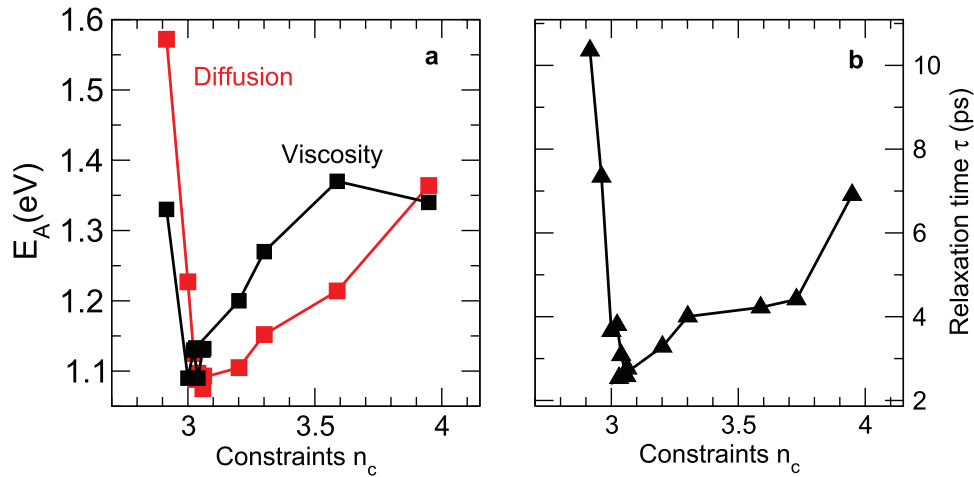 a
Diffusion
Viscosity
E_A(eV)
1.6
1.5
1.4
1.3
1.2
1.1
3
3.5
4
Constraints n_c
b
10
8
6
4
2
Relaxation time τ (ps)
3
3.5
4
Constraints n_c